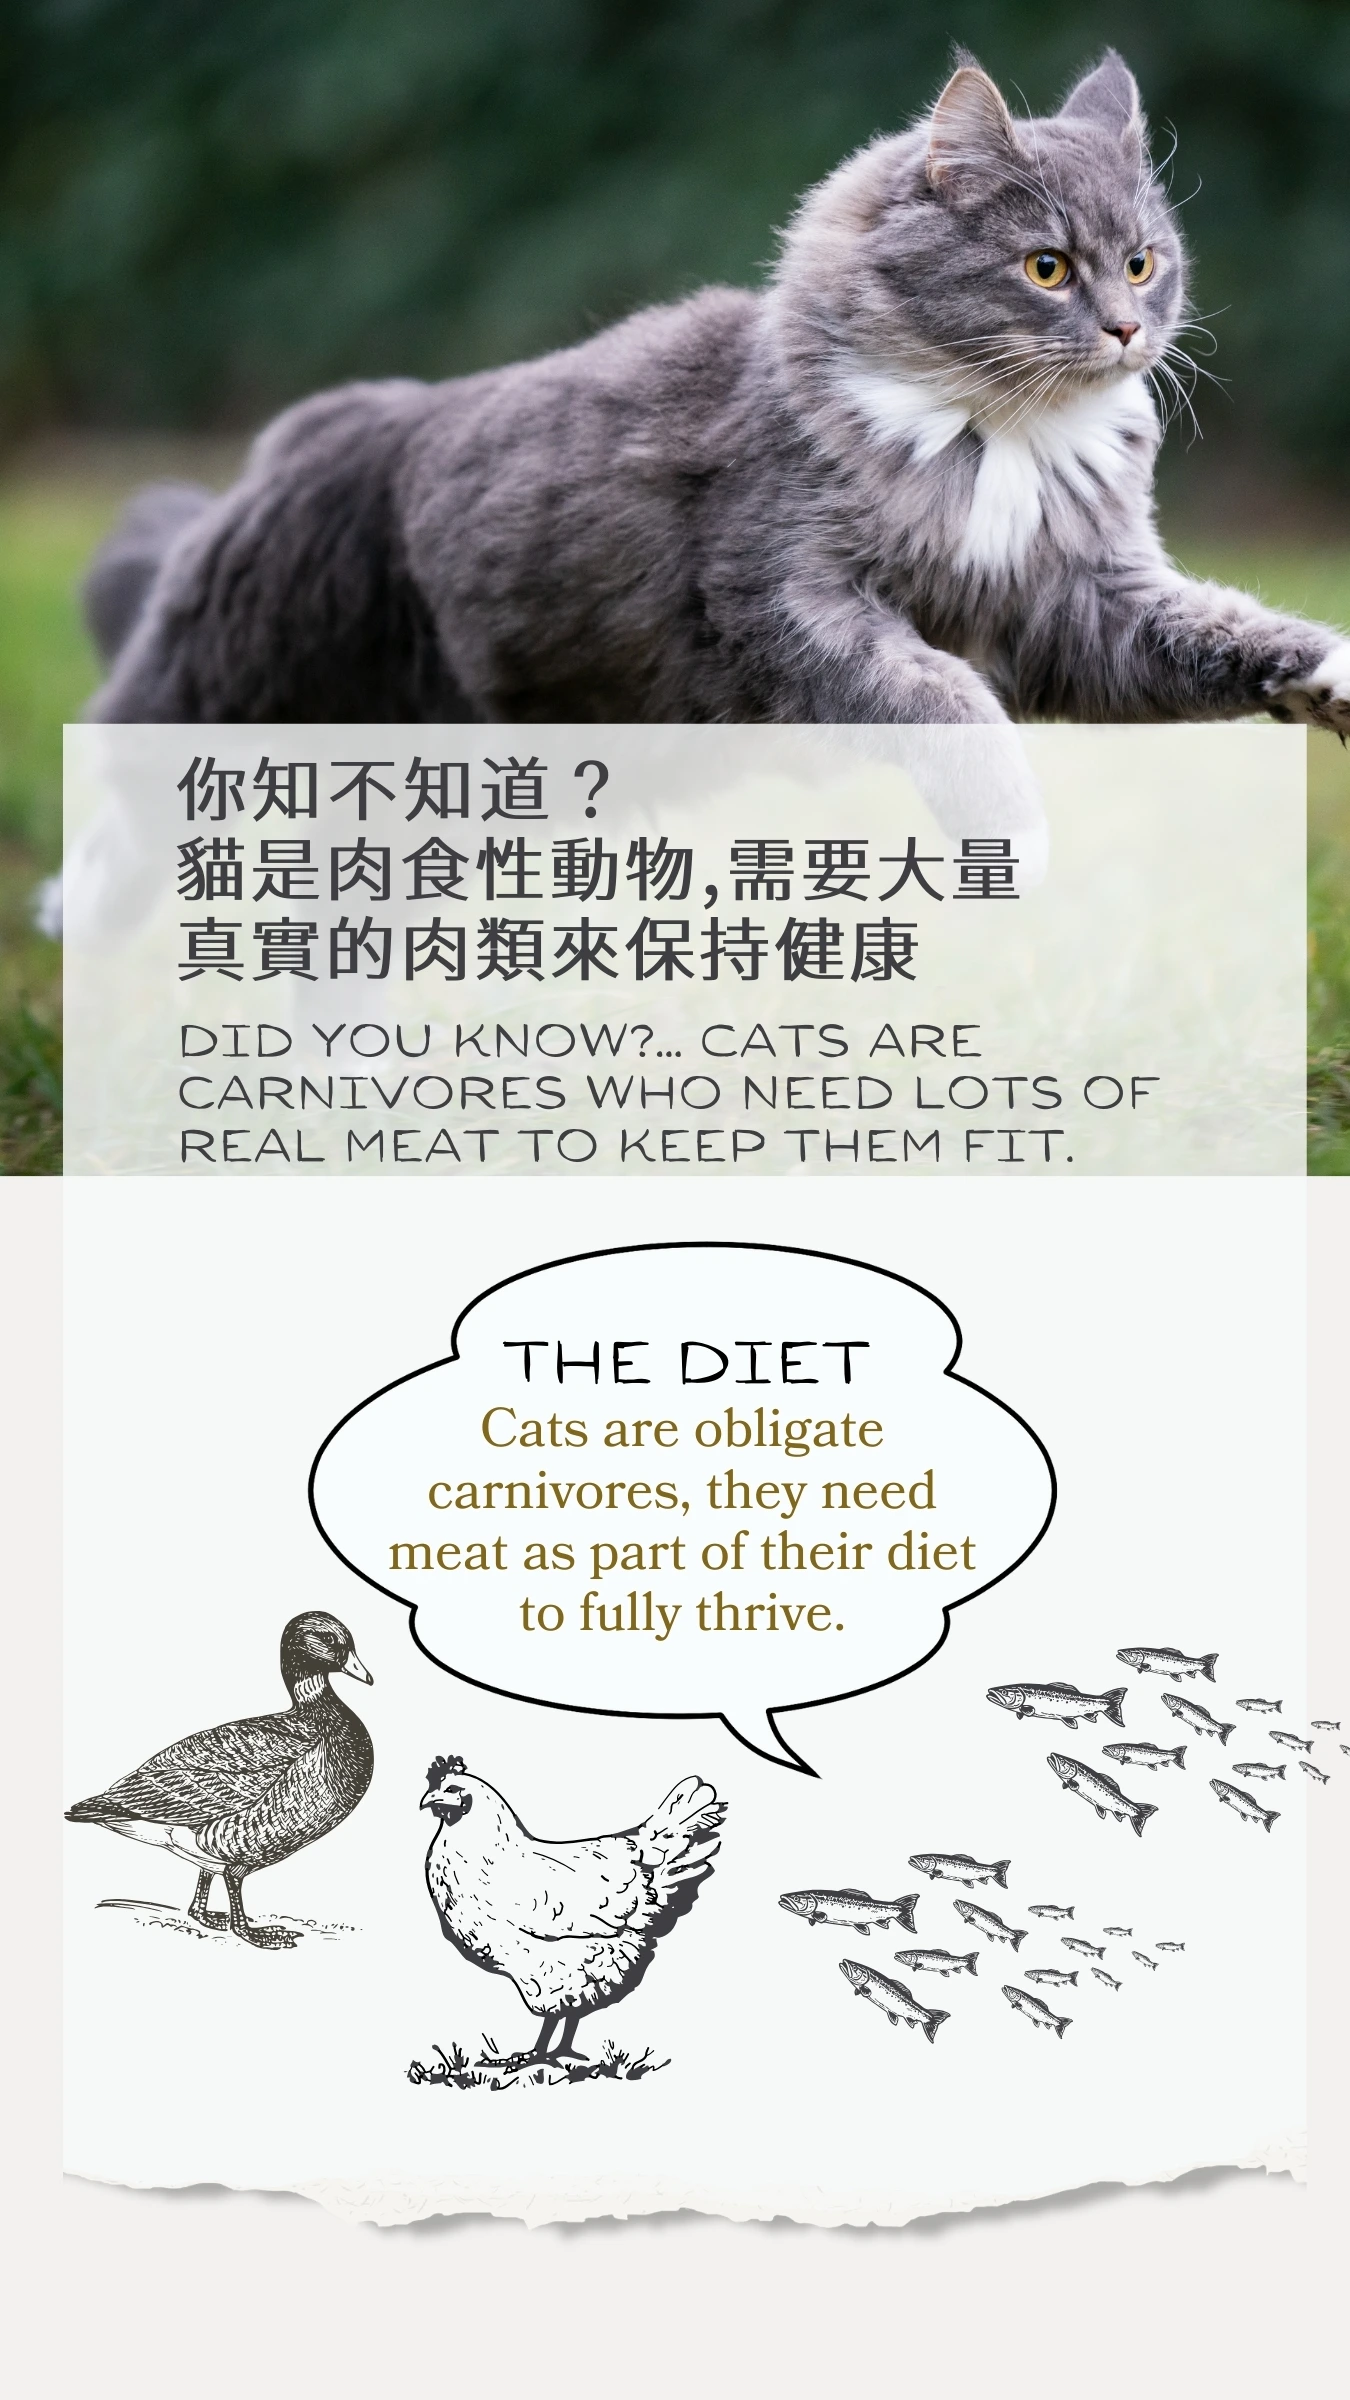 你知不知道？
貓是肉食性動物,需要大量
真實的肉類來保持健康
DID YOU KNOW?... CATS ARE
CARNIVORES WHO NEED LOTS OF
REAL MEAT TO KEEP THEM FIT.
THE DIET
Cats are obligate
carnivores, they need
meat as part of their diet
to fully thrive.